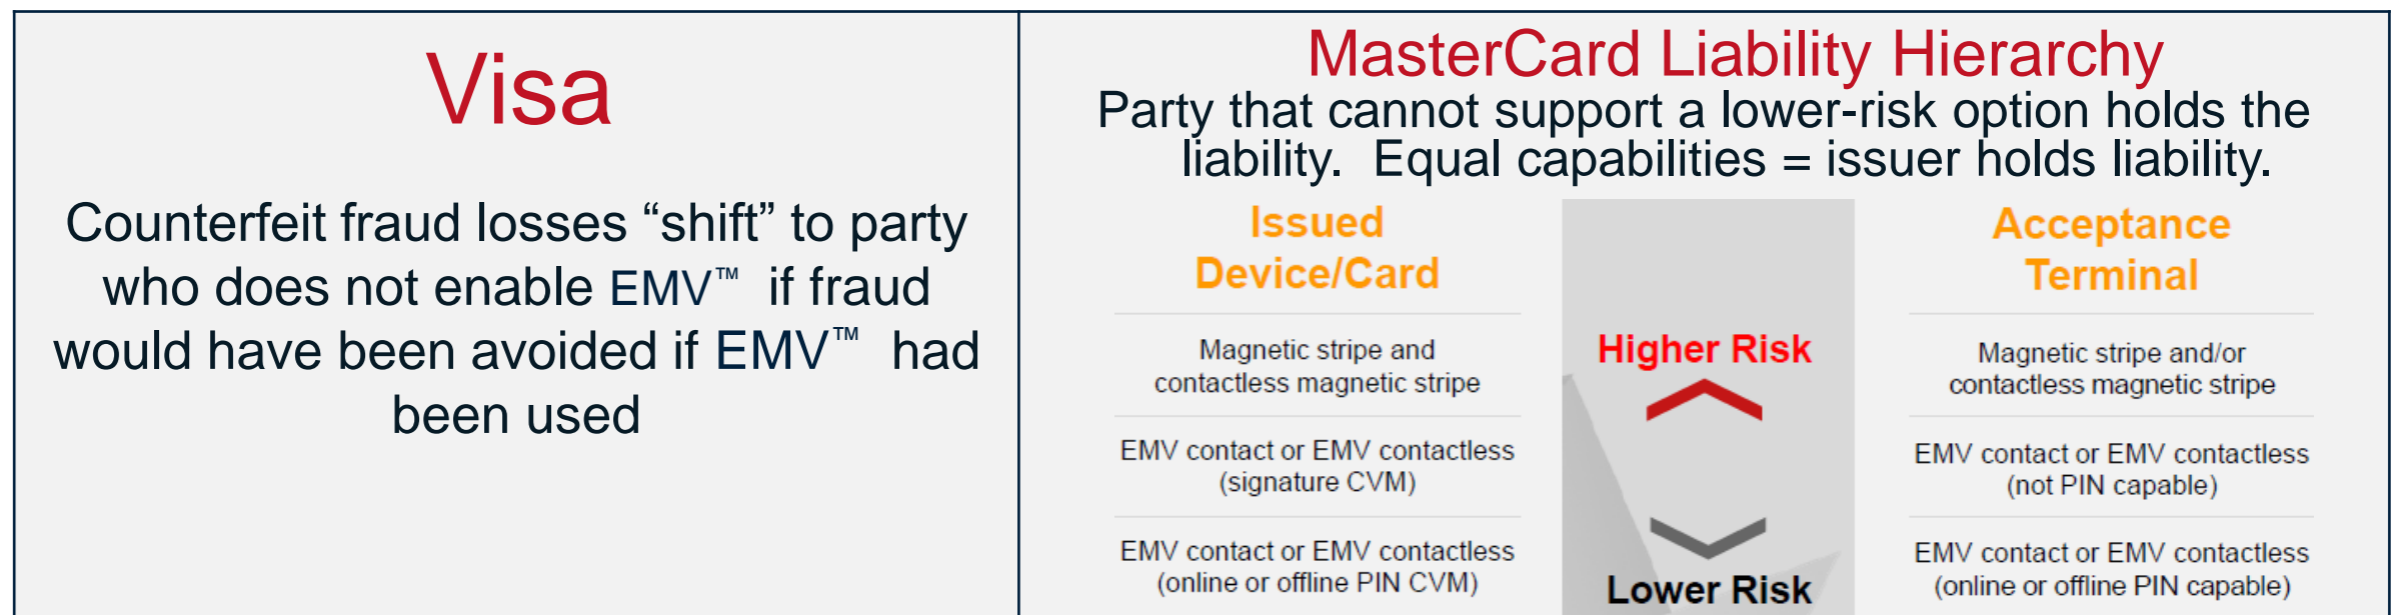 Visa
Counterfeit fraud losses “shift” to party
who does not enable EMV™ if fraud
would have been avoided if EMV™ had
been used
MasterCard Liability Hierarchy
Party that cannot support a lower-risk option holds the
liability. Equal capabilities = issuer holds liability.
Issued
Device/Card
Magnetic stripe and
contactless magnetic stripe
EMV contact or EMV contactless
(signature CVM)
EMV contact or EMV contactless
(online or offline PIN CVM)
Higher Risk
Lower Risk
Acceptance
Terminal
Magnetic stripe and/or
contactless magnetic stripe
EMV contact or EMV contactless
(not PIN capable)
EMV contact or EMV contactless
(online or offline PIN capable)